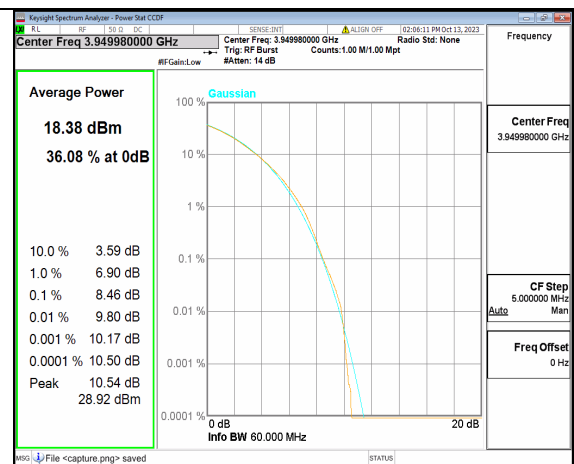 Keysight Spectrum Analyzer - Power Stat CCDF
RL RF 50 Ω DC SENSE:INT ALIGN OFF 02:06:11 PM Oct 13, 2023
Center Freq 3.949980000 GHz
Center Freq: 3.949980000 GHz Radio Std: None
Trig: RF Burst Counts:1.00 M/1.00 Mpt
#IFGain:Low #Atten: 14 dB
Frequency
Average Power
18.38 dBm
36.08 % at 0dB
10.0 % 3.59 dB
1.0 % 6.90 dB
0.1 % 8.46 dB
0.01 % 9.80 dB
0.001 % 10.17 dB
0.0001 % 10.50 dB
Peak 10.54 dB
28.92 dBm
Gaussian
100 %
10 %
1 %
0.1 %
0.01 %
0.001 %
0.0001 %
0 dB 20 dB
Info BW 60.000 MHz
Center Freq
3.949980000 GHz
CF Step
5.000000 MHz
Auto Man
Freq Offset
0 Hz
MSG File <capture.png> saved STATUS